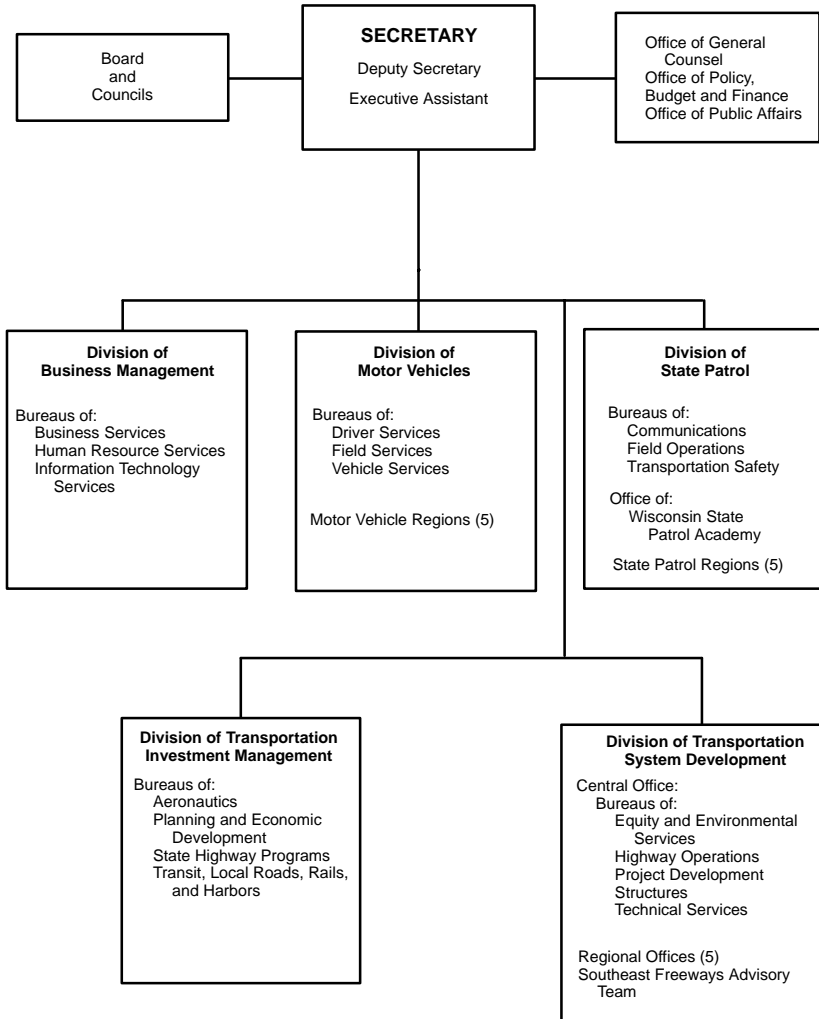 Board
and
Councils
SECRETARY
Deputy Secretary
Executive Assistant
Office of General
Counsel
Office of Policy,
Budget and Finance
Office of Public Affairs
Division of
Business Management
Bureaus of:
Business Services
Human Resource Services
Information Technology
Services
Division of
Motor Vehicles
Bureaus of:
Driver Services
Field Services
Vehicle Services
Motor Vehicle Regions (5)
Division of
State Patrol
Bureaus of:
Communications
Field Operations
Transportation Safety
Office of:
Wisconsin State
Patrol Academy
State Patrol Regions (5)
Division of Transportation
Investment Management
Bureaus of:
Aeronautics
Planning and Economic
Development
State Highway Programs
Transit, Local Roads, Rails,
and Harbors
Division of Transportation
System Development
Central Office:
Bureaus of:
Equity and Environmental
Services
Highway Operations
Project Development
Structures
Technical Services
Regional Offices (5)
Southeast Freeways Advisory
Team